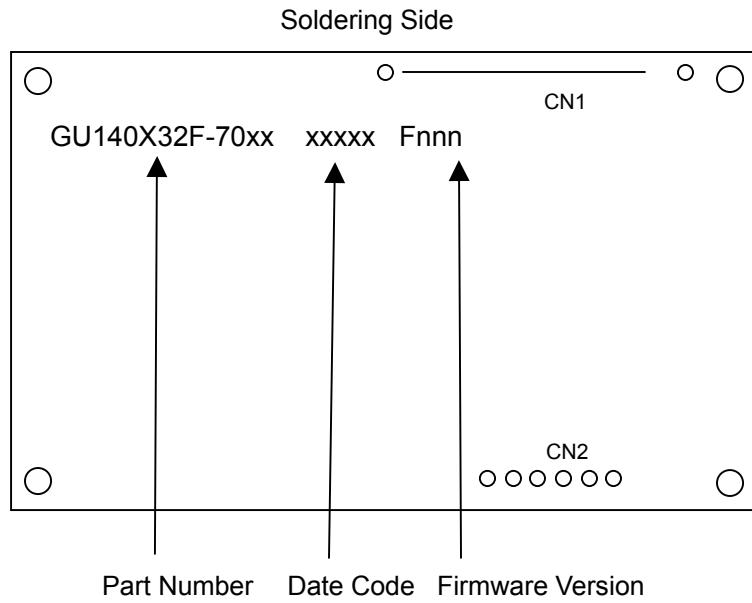 Soldering Side
CN1
GU140X32F-70xx xxxxx Fnnn
CN2
Part Number Date Code Firmware Version